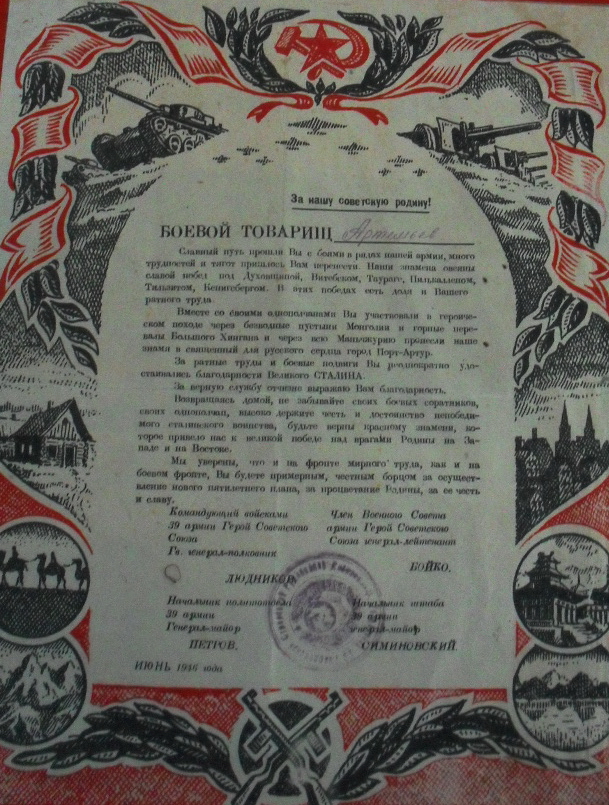 За нашу советскую родину!
БОЕВОЙ ТОВАРИЩ Артемьев
Славный путь прошли Вы с боями в рядах нашей армии, много
трудностей и тягот пришлось Вам перенести. Наши знамена овеяны
славой побед под Духовщиной, Витебском, Таураге, Пилькалленом,
Тильзитом, Кенигсбергом. В этих победах есть доля и Вашего
ратного труда.
Вместе со своими однополчанами Вы участвовали в героиче-
ском походе через безводные пустыни Монголии и горные пере-
валы Большого Хингана и через всю Маньчжурию пронесли наше
знамя в священный для русского сердца город Порт-Артур.
За ратные труды и боевые подвиги Вы неоднократно удо-
стаивались благодарности Великого СТАЛИНА.
За верную службу отчизне выражаю Вам благодарность.
Возвращаясь домой, не забывайте своих боевых соратников,
своих однополчан, высоко держите честь и достоинство непобеди-
мого сталинского воинства, будьте верны красному знамени, ко-
торое привело нас к великой победе над врагами Родины на За-
паде и на Востоке.
Мы уверены, что и на фронте мирного труда, как и на
боевом фронте, Вы будете примерным, честным борцом за осущест-
вление нового пятилетнего плана, за процветание Родины, за ее честь
и славу.
Командующий войсками
39 армии Герой Советского
Союза
Гв. генерал-полковник
ЛЮДНИКОВ.
Член Военного Совета
армии Герой Советского
Союза генерал-лейтенант
БОЙКО.
Начальник политотдела
39 армии
Генерал-майор
ПЕТРОВ.
Начальник штаба
39 армии
генерал-майор
СИМИНОВСКИЙ.
ИЮНЬ 1946 года